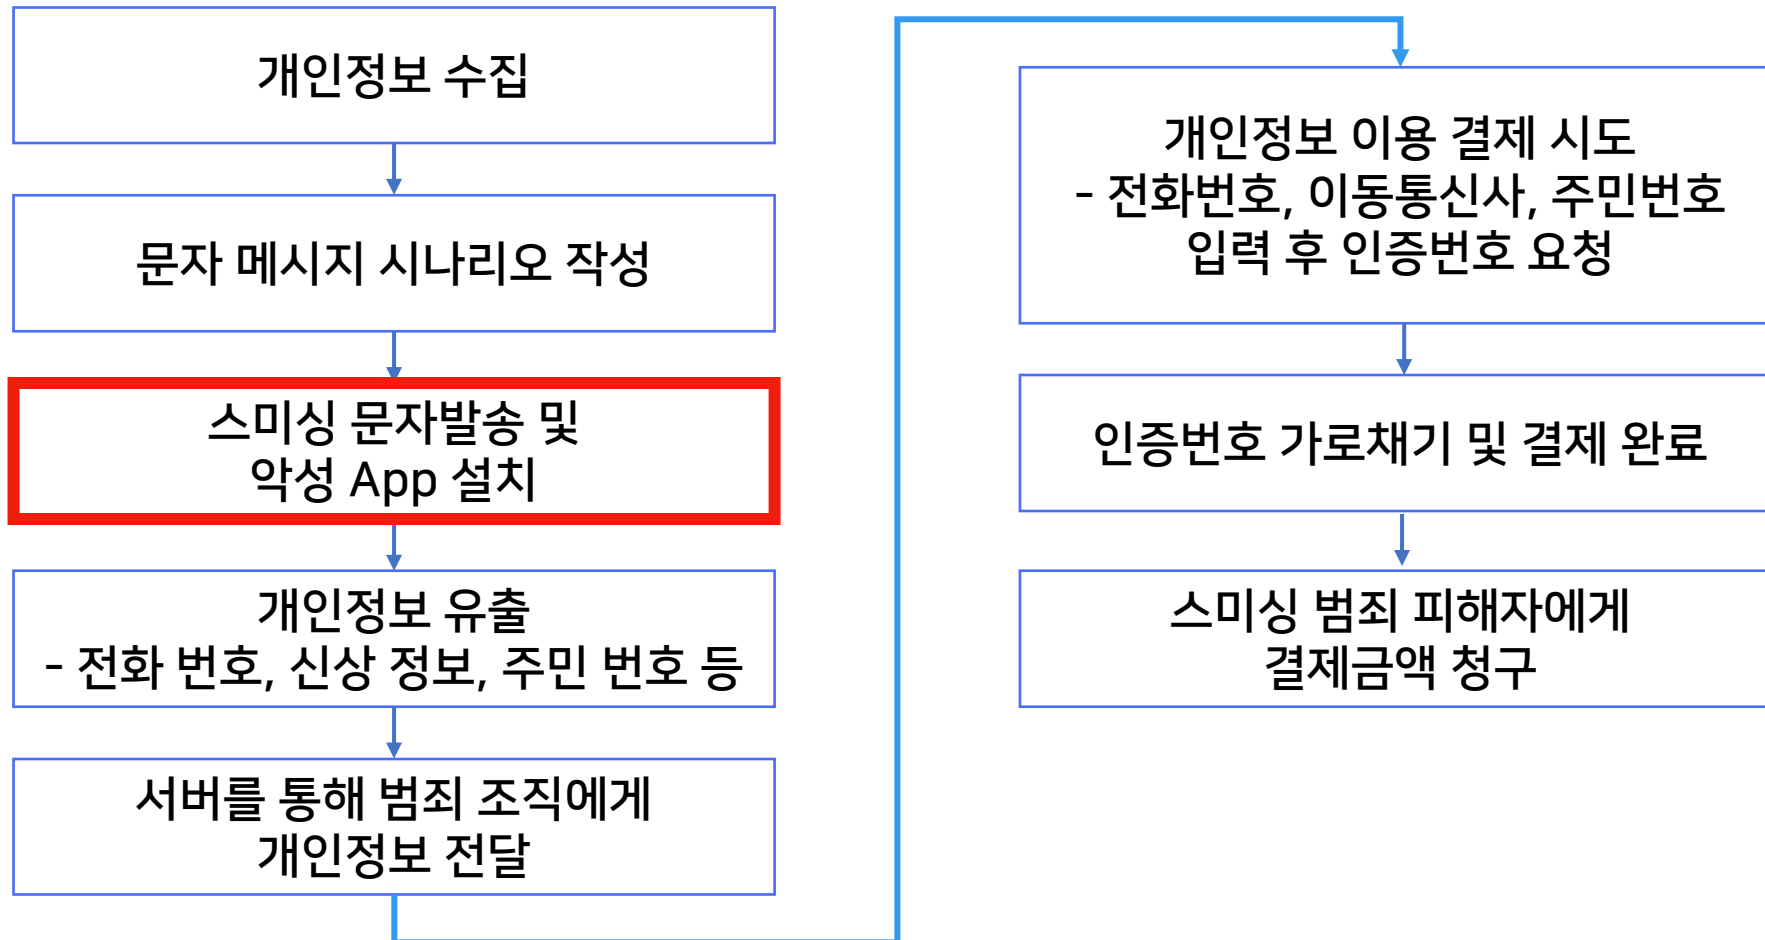 개인정보 수집
문자 메시지 시나리오 작성
스미싱 문자발송 및
악성 App 설치
개인정보 유출
- 전화 번호, 신상 정보, 주민 번호 등
서버를 통해 범죄 조직에게
개인정보 전달
개인정보 이용 결제 시도
- 전화번호, 이동통신사, 주민번호
입력 후 인증번호 요청
인증번호 가로채기 및 결제 완료
스미싱 범죄 피해자에게
결제금액 청구